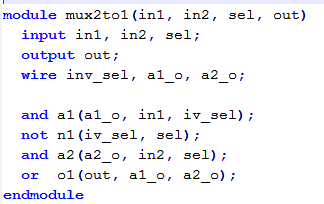 module mux2to1(in1, in2, sel, out)
input in1, in2, sel;
output out;
wire inv_sel, a1_o, a2_o;
and a1(a1_o, in1, iv_sel);
not n1(iv_sel, sel);
and a2(a2_o, in2, sel);
or o1(out, a1_o, a2_o);
endmodule